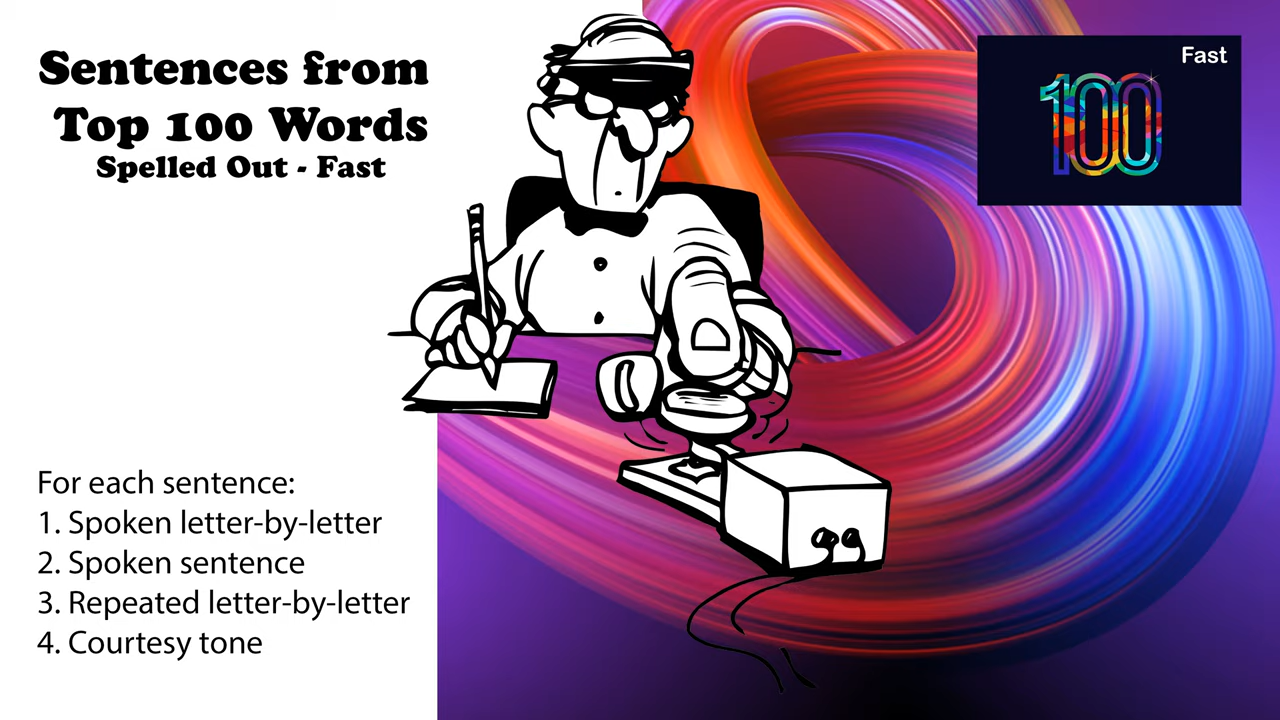 Sentences from
Top 100 Words
Spelled Out - Fast
Fast
100
For each sentence:
1. Spoken letter-by-letter
2. Spoken sentence
3. Repeated letter-by-letter
4. Courtesy tone